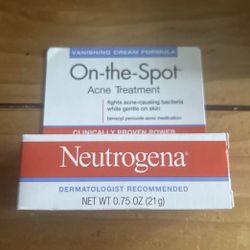 VANISHING CREAM FORMULA
On-the-Spot
Acne Treatment
fights acne-causing bacteria
while gentle on skin
benzoyl peroxide acne medication
CLINICALLY PROVEN POWER
Neutrogena®
DERMATOLOGIST RECOMMENDED
NET WT 0.75 OZ (21g)